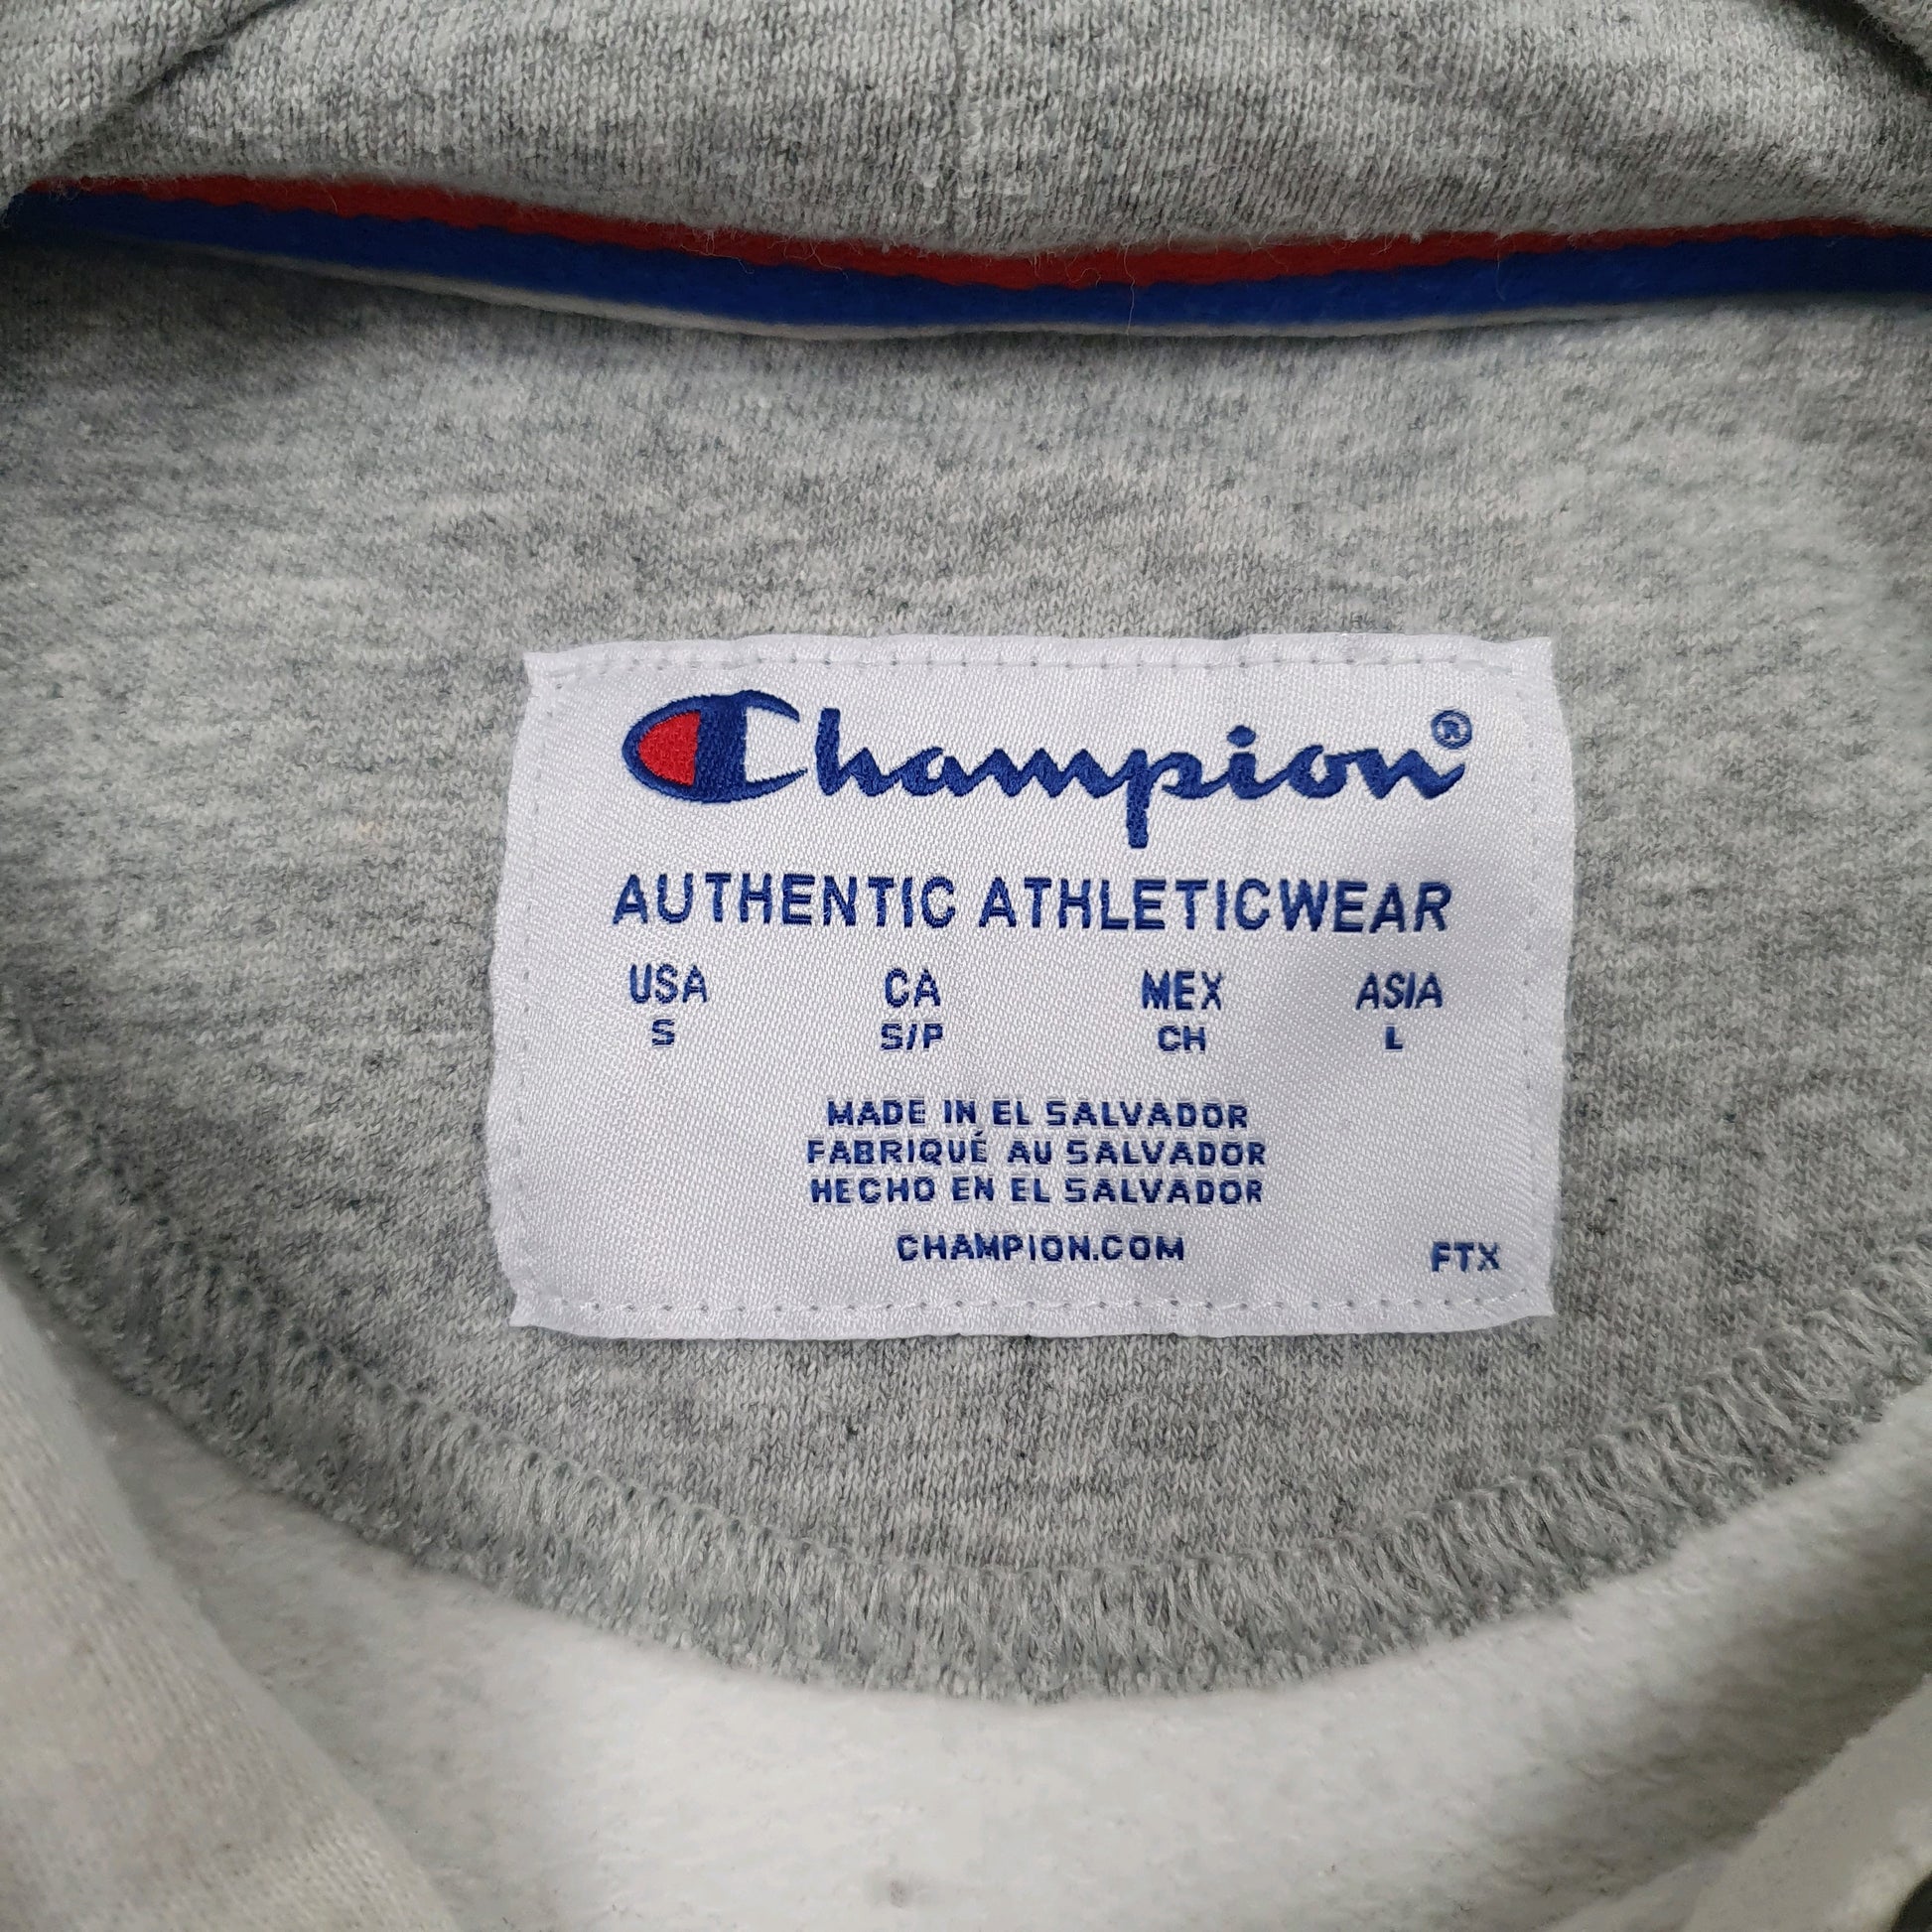 Champion®
AUTHENTIC ATHLETICWEAR
USA CA MEX ASIA
S S/P CH L
MADE IN EL SALVADOR
FABRIQUÉ AU SALVADOR
HECHO EN EL SALVADOR
CHAMPION.COM FTX